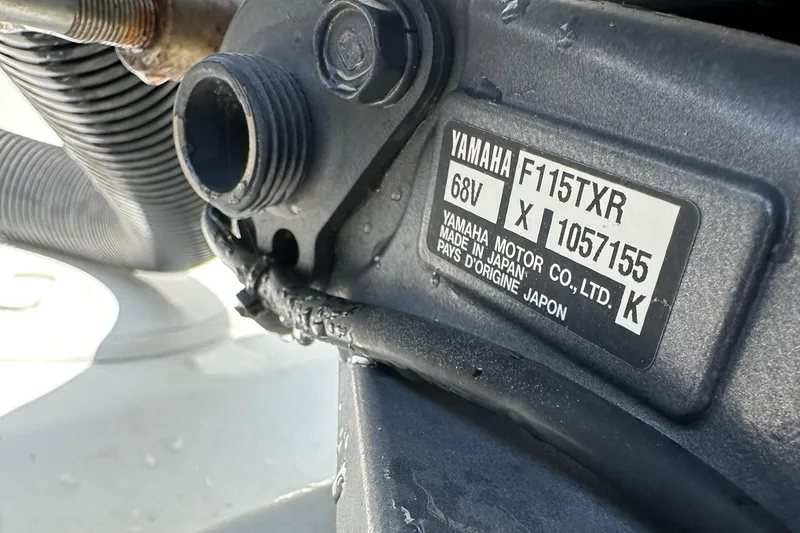 YAMAHA F115TXR
68V X 1057155
YAMAHA MOTOR CO., LTD. K
MADE IN JAPAN
PAYS D'ORIGINE JAPON